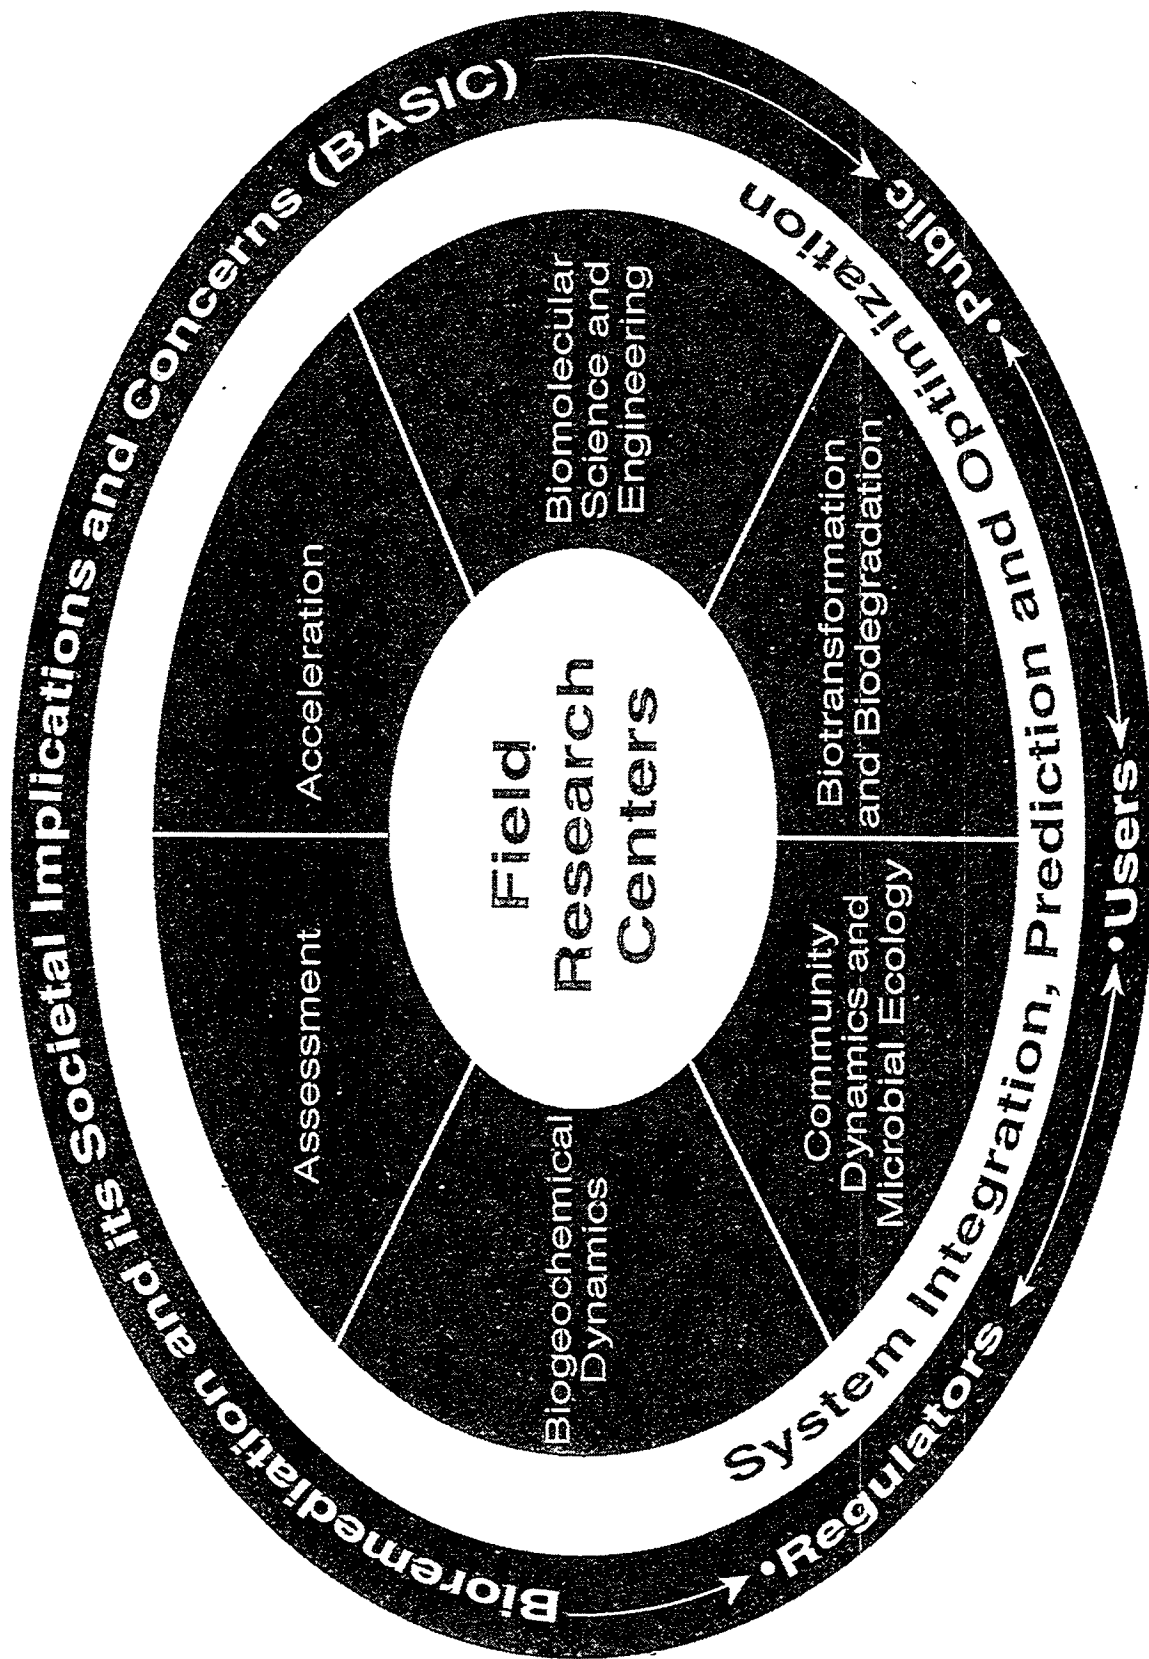 Bioremediation and its Societal Implications and Concerns (BASIC)
Assessment
Acceleration
Biogeochemical
Dynamics
Field
Research
Centers
Biomolecular
Science and
Engineering
Community
Dynamics and
Microbial Ecology
Biotransformation
and Biodegradation
System Integration, Prediction and Optimization
•Regulators
•Users
•Public